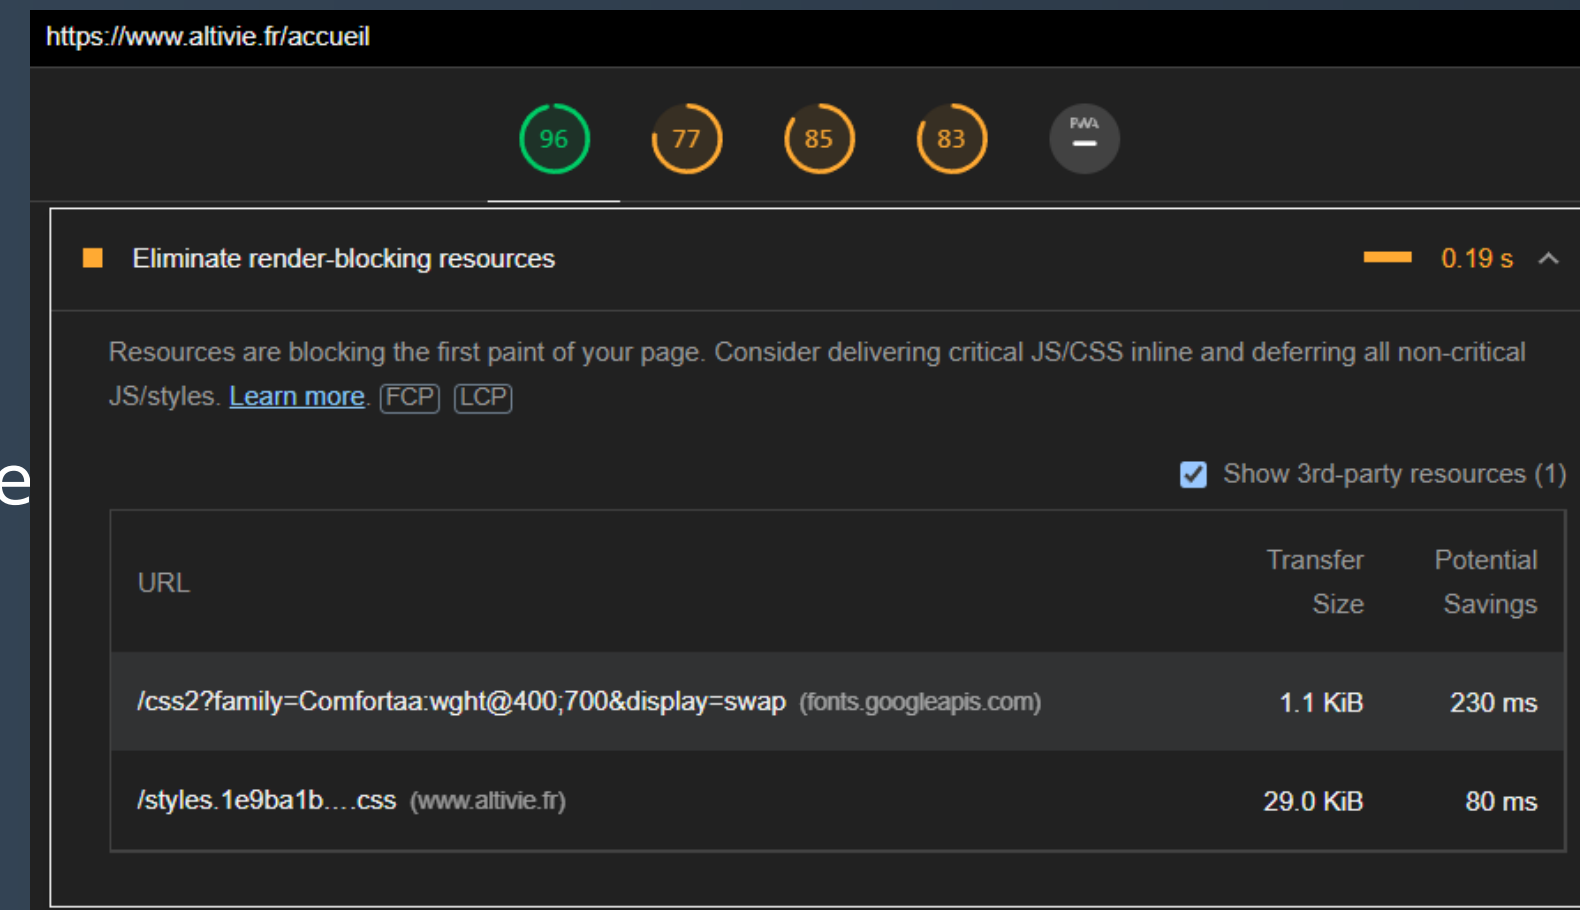 https://www.altivie.fr/accueil
96 77 85 83 PWA
Eliminate render-blocking resources 0.19 s
Resources are blocking the first paint of your page. Consider delivering critical JS/CSS inline and deferring all non-critical
JS/styles. Learn more. FCP LCP
e
Show 3rd-party resources (1)
URL Transfer Size Potential Savings
/css2?family=Comfortaa:wght@400;700&display=swap (fonts.googleapis.com) 1.1 KiB 230 ms
/styles.1e9ba1b….css (www.altivie.fr) 29.0 KiB 80 ms